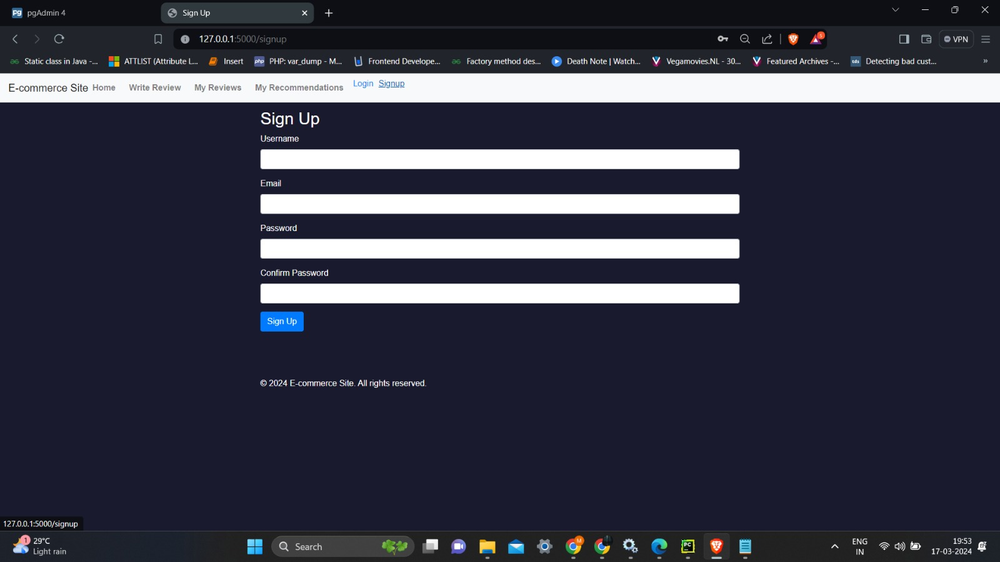 pgAdmin 4
Sign Up
127.0.0.1:5000/signup
VPN
5
Static class in Java -...
ATTLIST (Attribute L...
Insert
PHP: var_dump - M...
Frontend Develope...
Factory method des...
Death Note | Watch...
Vegamovies.NL - 30...
Featured Archives -...
Detecting bad cust...
»
E-commerce Site Home Write Review My Reviews My Recommendations Login Signup
Sign Up
Username
Email
Password
Confirm Password
Sign Up
© 2024 E-commerce Site. All rights reserved.
127.0.0.1:5000/signup
1
29°C
Light rain
Search
M
PC
ENG
IN
19:53
17-03-2024